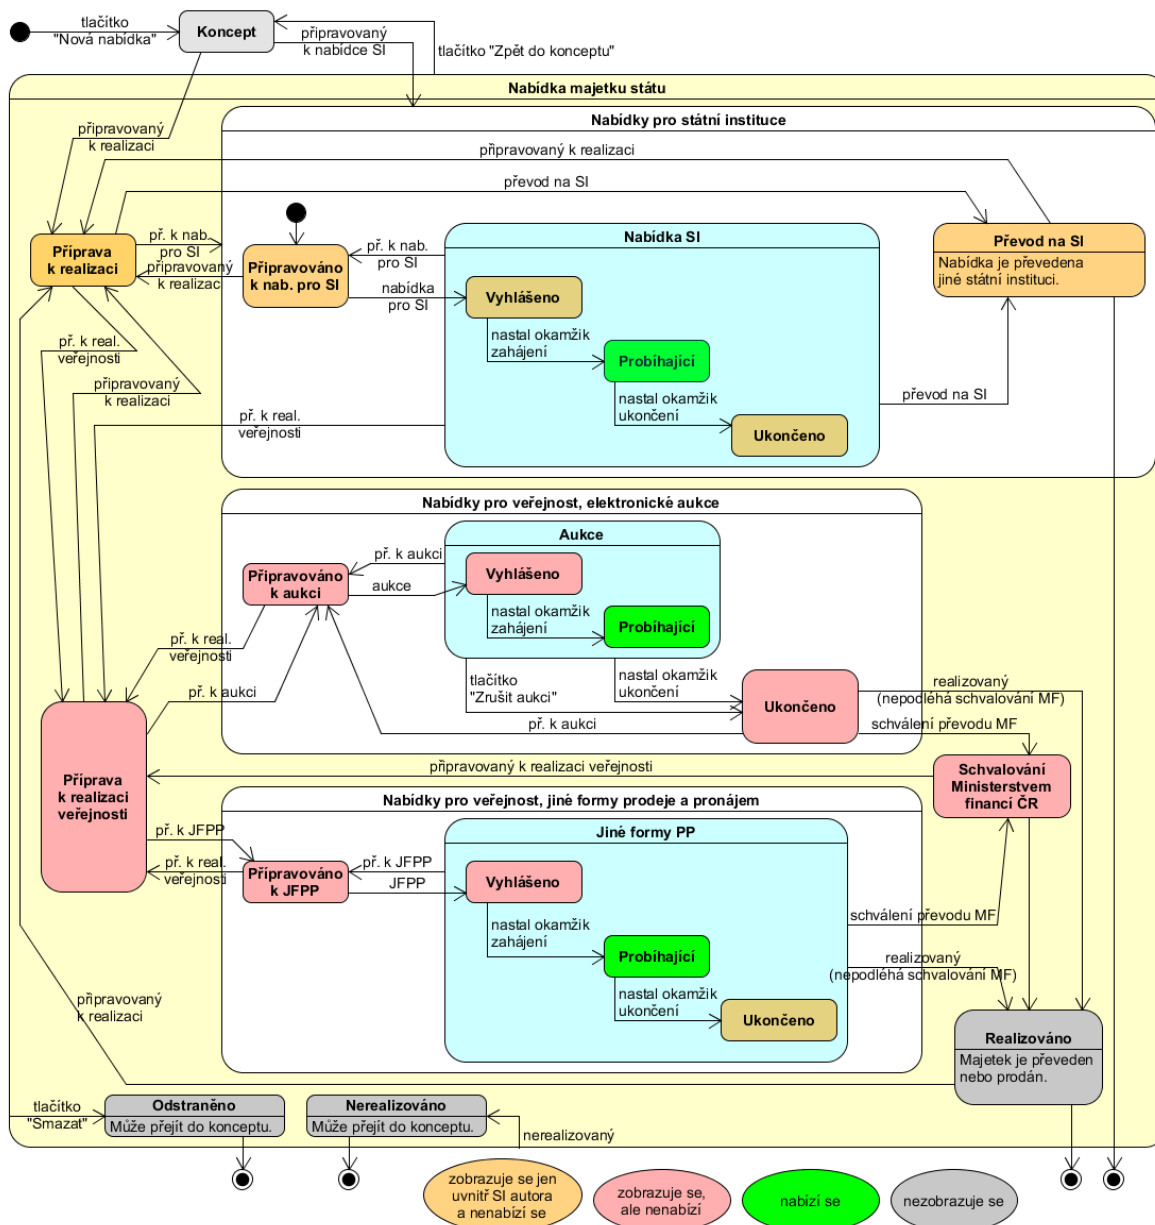 tlačítko
"Nová nabídka"
Koncept
připravovaný
k nabídce SI
tlačítko "Zpět do konceptu"
Nabídka majetku státu
Nabídky pro státní instituce
připravovaný
k realizaci
připravovaný k realizaci
převod na SI
Příprava
k realizaci
př. k nab.
pro SI
připravovaný
k realizac
Připravováno
k nab. pro SI
př. k nab.
pro SI
nabídka
pro SI
Nabídka SI
Vyhlášeno
nastal okamžik
zahájení
Probíhající
nastal okamžik
ukončení
Ukončeno
Převod na SI
Nabídka je převedena
jiné státní instituci.
převod na SI
př. k real.
veřejnosti
připravovaný
k realizaci
př. k real.
veřejnosti
Nabídky pro veřejnost, elektronické aukce
Aukce
př. k aukci
Připravováno
k aukci
aukce
Vyhlášeno
nastal okamžik
zahájení
Probíhající
př. k real.
veřejnosti
př. k aukci
tlačítko
"Zrušit aukci"
nastal okamžik
ukončení
př. k aukci
Ukončeno
realizovaný
(nepodléhá schvalování MF)
schválení převodu MF
připravovaný k realizaci veřejnosti
Schvalování
Ministerstvem
financí ČR
Příprava
k realizaci
veřejnosti
Nabídky pro veřejnost, jiné formy prodeje a pronájem
Jiné formy PP
př. k JFPP
př. k real.
veřejnosti
Připravováno
k JFPP
př. k JFPP
JFPP
Vyhlášeno
nastal okamžik
zahájení
Probíhající
nastal okamžik
ukončení
Ukončeno
schválení převodu MF
realizovaný
(nepodléhá schvalování MF)
připravovaný
k realizaci
Realizováno
Majetek je převeden
nebo prodán.
tlačítko
"Smazat"
Odstraněno
Může přejít do konceptu.
Nerealizováno
Může přejít do konceptu.
nerealizovaný
zobrazuje se jen
uvnitř SI autora
a nenabízí se
zobrazuje se,
ale nenabízí
nabízí se
nezobrazuje se